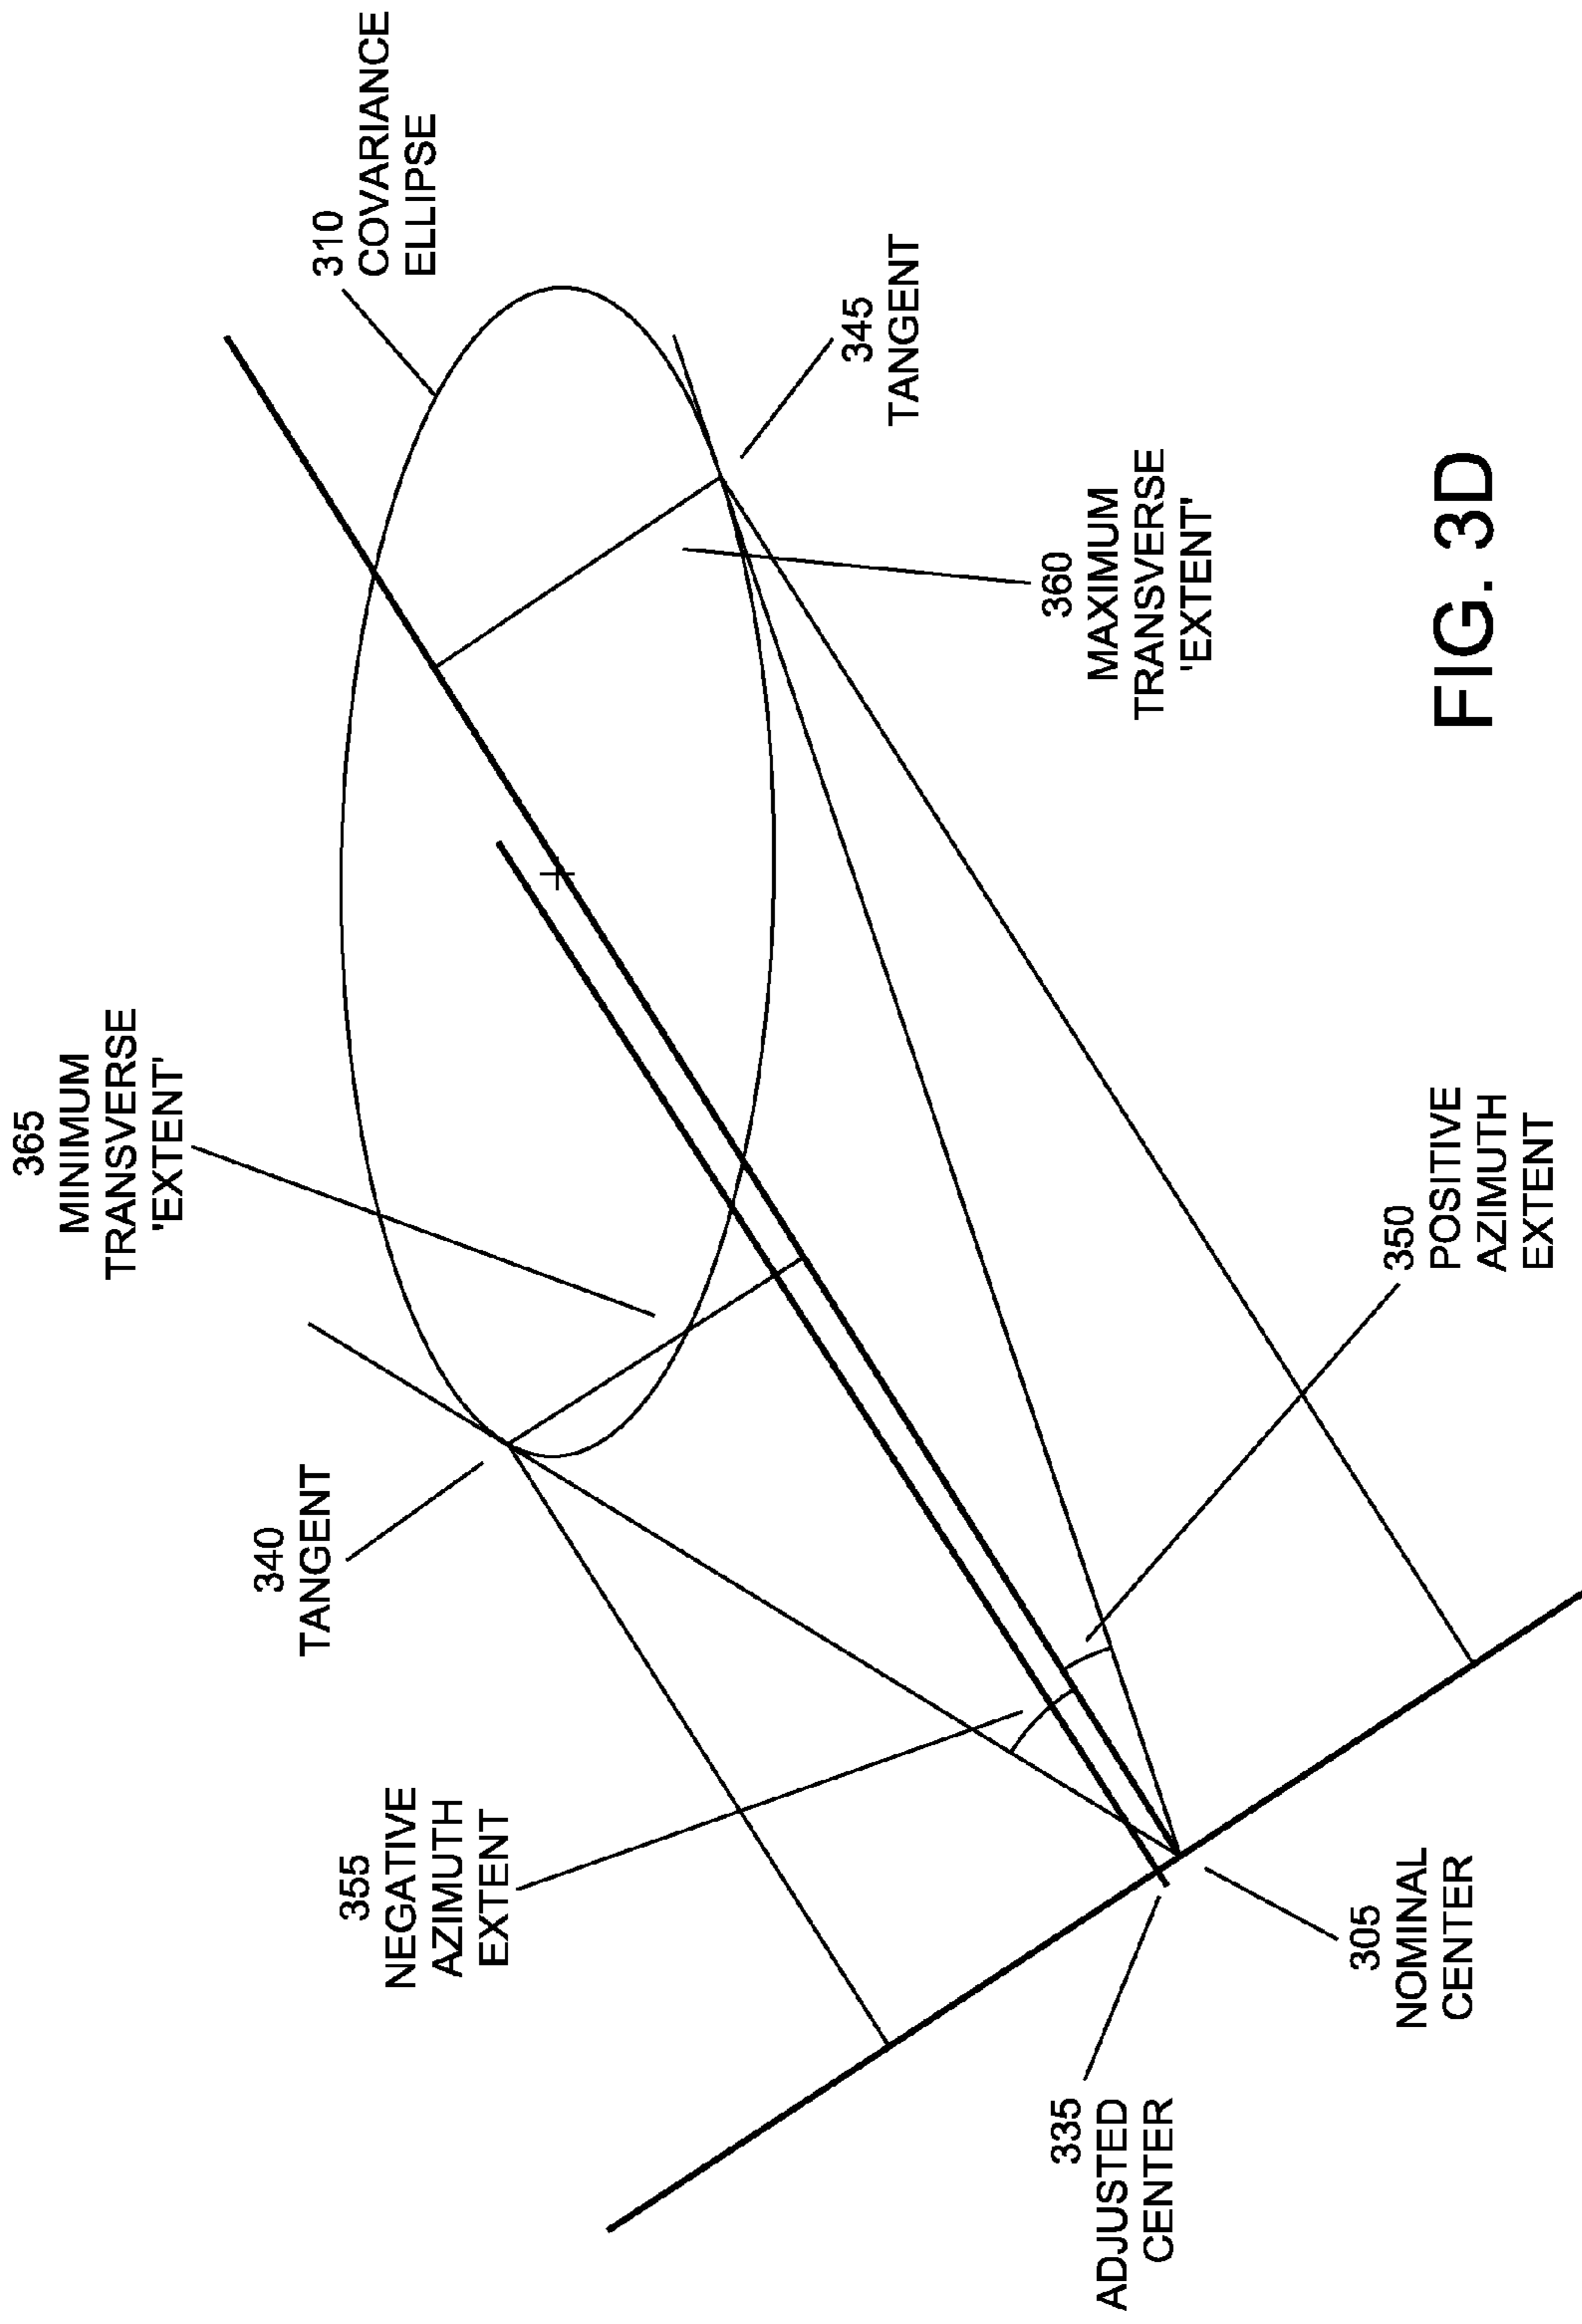 310
COVARIANCE
ELLIPSE
345
TANGENT
360
MAXIMUM
TRANSVERSE
'EXTENT'
365
MINIMUM
TRANSVERSE
'EXTENT'
350
POSITIVE
AZIMUTH
EXTENT
340
TANGENT
355
NEGATIVE
AZIMUTH
EXTENT
305
NOMINAL
CENTER
335
ADJUSTED
CENTER
FIG. 3D